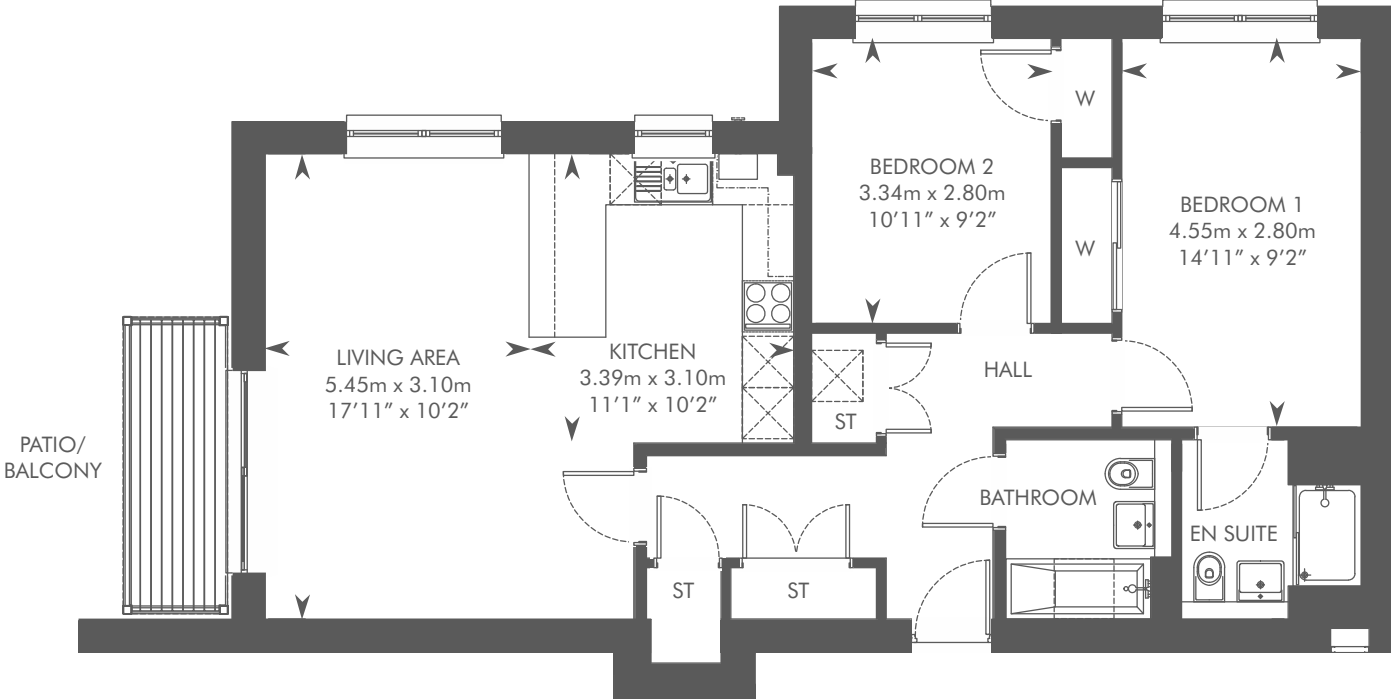 W
BEDROOM 2
3.34m x 2.80m
10’11” x 9’2”
BEDROOM 1
4.55m x 2.80m
14’11” x 9’2”
W
LIVING AREA
5.45m x 3.10m
17’11” x 10’2”
KITCHEN
3.39m x 3.10m
11’1” x 10’2”
HALL
ST
PATIO/
BALCONY
BATHROOM
EN SUITE
ST
ST